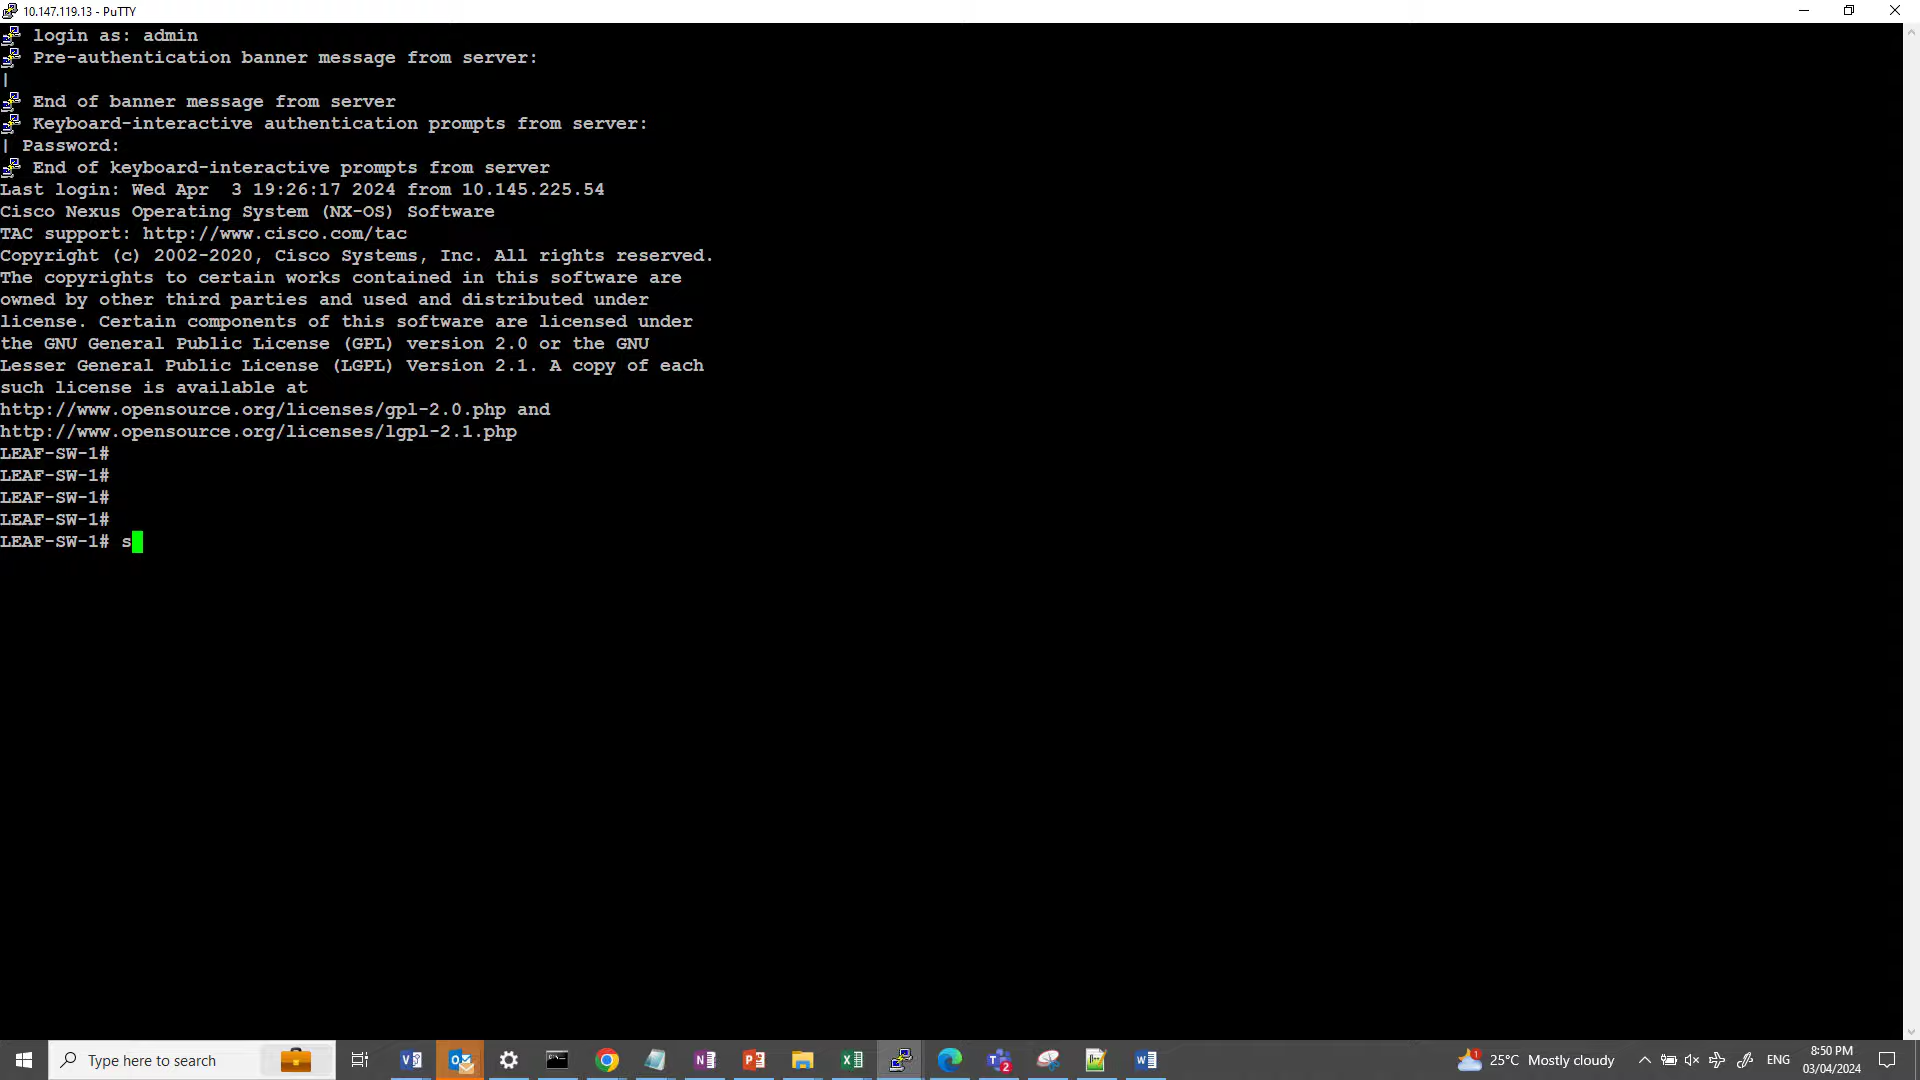 10.147.119.13 - PuTTY
login as: admin
Pre-authentication banner message from server:
|
End of banner message from server
Keyboard-interactive authentication prompts from server:
| Password:
End of keyboard-interactive prompts from server
Last login: Wed Apr  3 19:26:17 2024 from 10.145.225.54
Cisco Nexus Operating System (NX-OS) Software
TAC support: http://www.cisco.com/tac
Copyright (c) 2002-2020, Cisco Systems, Inc. All rights reserved.
The copyrights to certain works contained in this software are
owned by other third parties and used and distributed under
license. Certain components of this software are licensed under
the GNU General Public License (GPL) version 2.0 or the GNU
Lesser General Public License (LGPL) Version 2.1. A copy of each
such license is available at
http://www.opensource.org/licenses/gpl-2.0.php and
http://www.opensource.org/licenses/lgpl-2.1.php
LEAF-SW-1#
LEAF-SW-1#
LEAF-SW-1#
LEAF-SW-1#
LEAF-SW-1# s
Type here to search
25°C Mostly cloudy
ENG
8:50 PM
03/04/2024